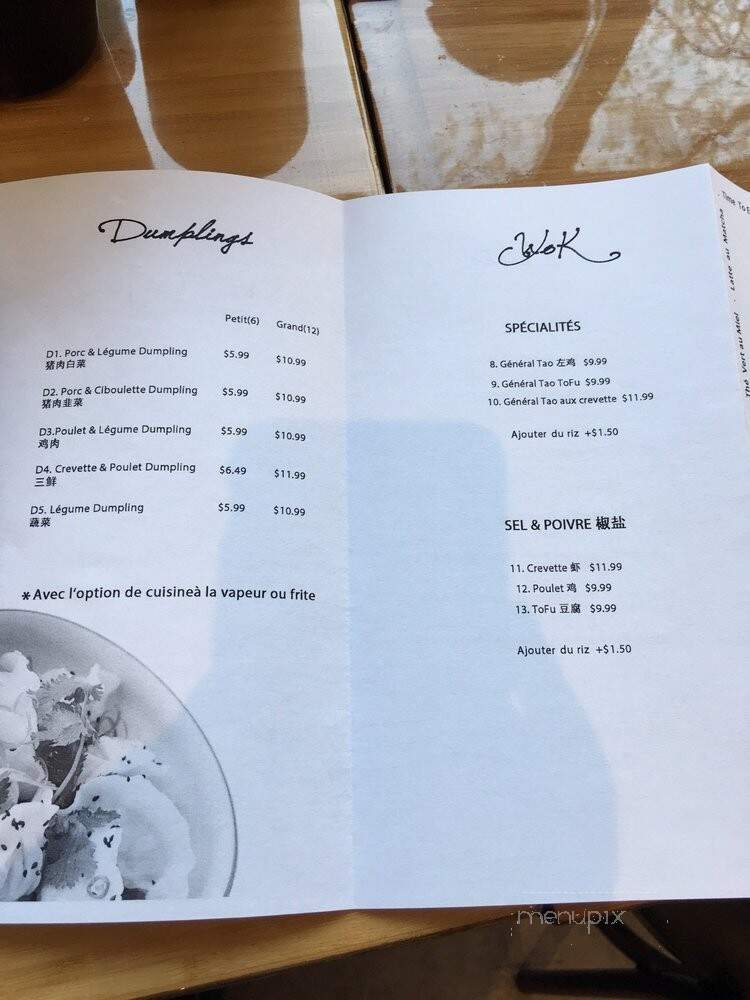 Dumplings
Petit(6) Grand(12)
D1. Porc & Légume Dumpling $5.99 $10.99
猪肉白菜
D2. Porc & Ciboulette Dumpling $5.99 $10.99
猪肉韭菜
D3.Poulet & Légume Dumpling $5.99 $10.99
鸡肉
D4. Crevette & Poulet Dumpling $6.49 $11.99
三鲜
D5. Légume Dumpling $5.99 $10.99
蔬菜
*Avec l'option de cuisineà la vapeur ou frite
Wok
SPÉCIALITÉS
8. Général Tao 左鸡 $9.99
9. Général Tao ToFu $9.99
10. Général Tao aux crevette $11.99
Ajouter du riz +$1.50
SEL & POIVRE 椒盐
11. Crevette 虾 $11.99
12. Poulet 鸡 $9.99
13. ToFu 豆腐 $9.99
Ajouter du riz +$1.50
Time To
Thé Vert au Miel · Latte au Matcha
menupix